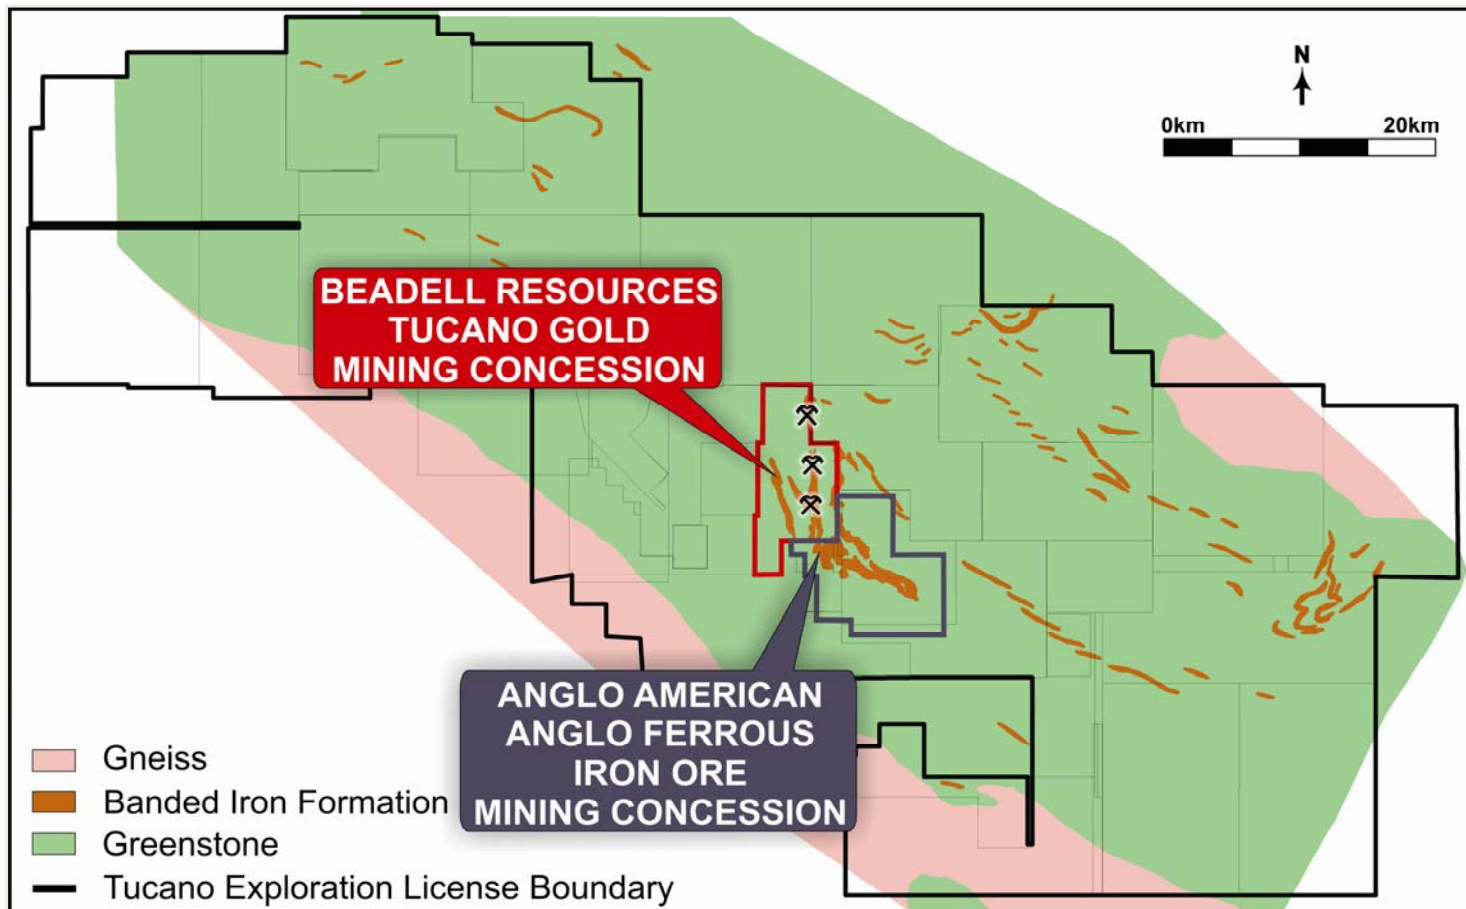 N
0km 20km
BEADELL RESOURCES
TUCANO GOLD
MINING CONCESSION
ANGLO AMERICAN
ANGLO FERROUS
IRON ORE
MINING CONCESSION
Gneiss
Banded Iron Formation
Greenstone
Tucano Exploration License Boundary